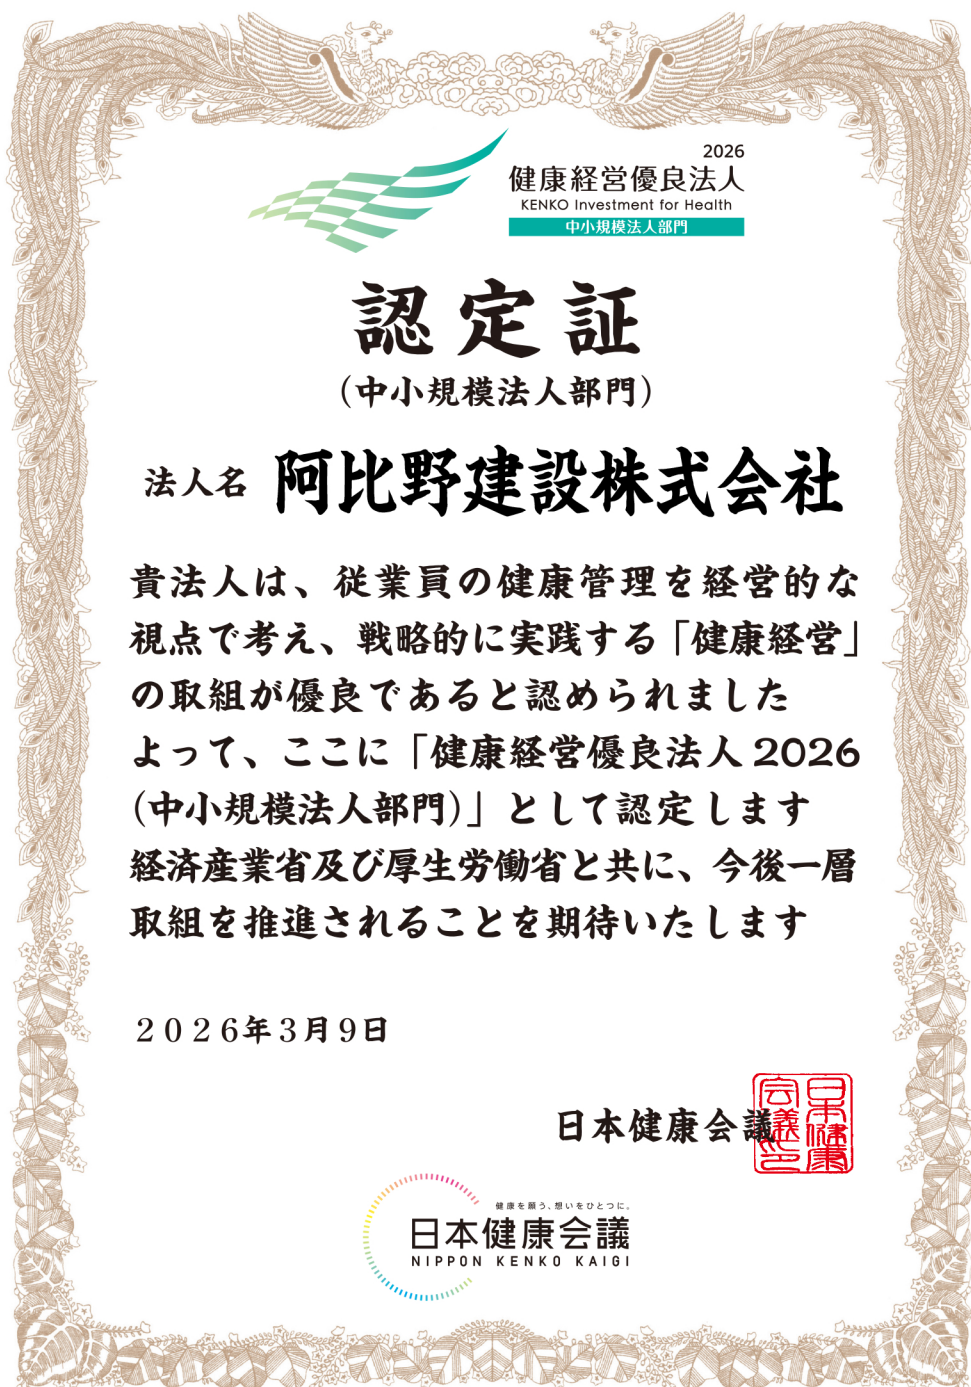 2026
健康経営優良法人
KENKO Investment for Health
中小規模法人部門
認定証
（中小規模法人部門）
法人名 阿比野建設株式会社
貴法人は、従業員の健康管理を経営的な
視点で考え、戦略的に実践する「健康経営」
の取組が優良であると認められました
よって、ここに「健康経営優良法人2026
（中小規模法人部門）」として認定します
経済産業省及び厚生労働省と共に、今後一層
取組を推進されることを期待いたします
２０２６年３月９日
日本健康会議
日本健康会議印
健康を願う、想いをひとつに。
日本健康会議
NIPPON KENKO KAIGI